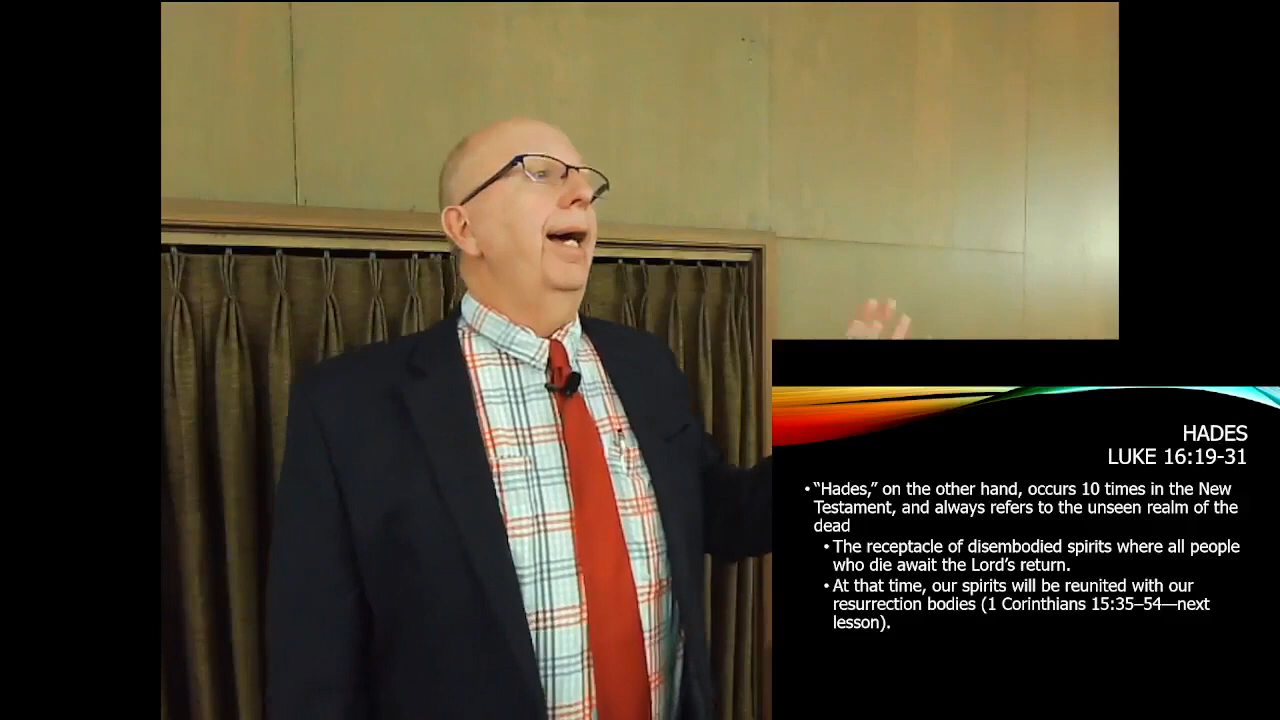 HADES
LUKE 16:19-31
• “Hades,” on the other hand, occurs 10 times in the New
Testament, and always refers to the unseen realm of the
dead
• The receptacle of disembodied spirits where all people
who die await the Lord’s return.
• At that time, our spirits will be reunited with our
resurrection bodies (1 Corinthians 15:35–54—next
lesson).